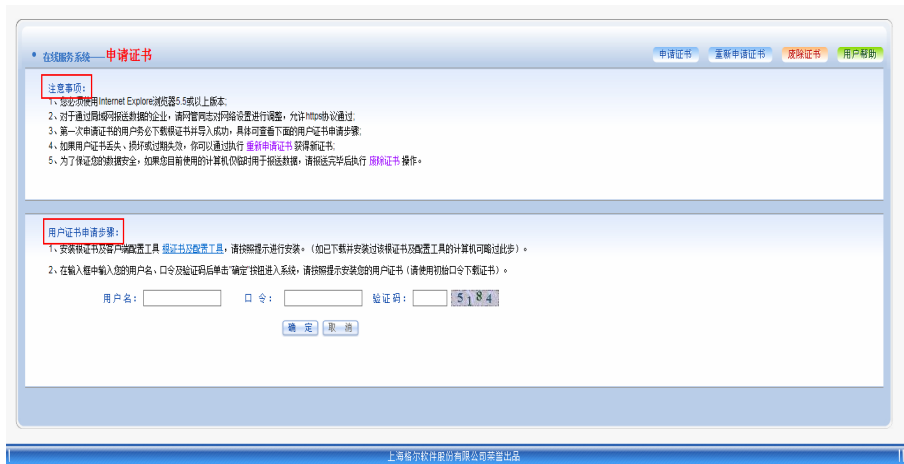 在线服务系统——申请证书
申请证书 重新申请证书 废除证书 用户帮助
注意事项：
1、您必须使用Internet Explore浏览器5.5或以上版本;
2、对于通过局域网报送数据的企业，请网管同志对网络设置进行调整，允许https协议通过;
3、第一次申请证书的用户务必下载根证书并导入成功，具体可查看下面的用户证书申请步骤;
4、如果用户证书丢失、损坏或过期失效，你可以通过执行 重新申请证书 获得新证书;
5、为了保证您的数据安全，如果您目前使用的计算机仅临时用于报送数据，请报送完毕后执行 废除证书 操作。
用户证书申请步骤：
1、安装根证书及客户端配置工具 根证书及配置工具，请按照提示进行安装。（如已下载并安装过该根证书及配置工具的计算机可略过此步）。
2、在输入框中输入您的用户名、口令及验证码后单击"确定"按钮进入系统，请按照提示安装您的用户证书（请使用初始口令下载证书）。
用户名： 口 令： 验证码： 5184
确 定 取 消
上海格尔软件股份有限公司荣誉出品